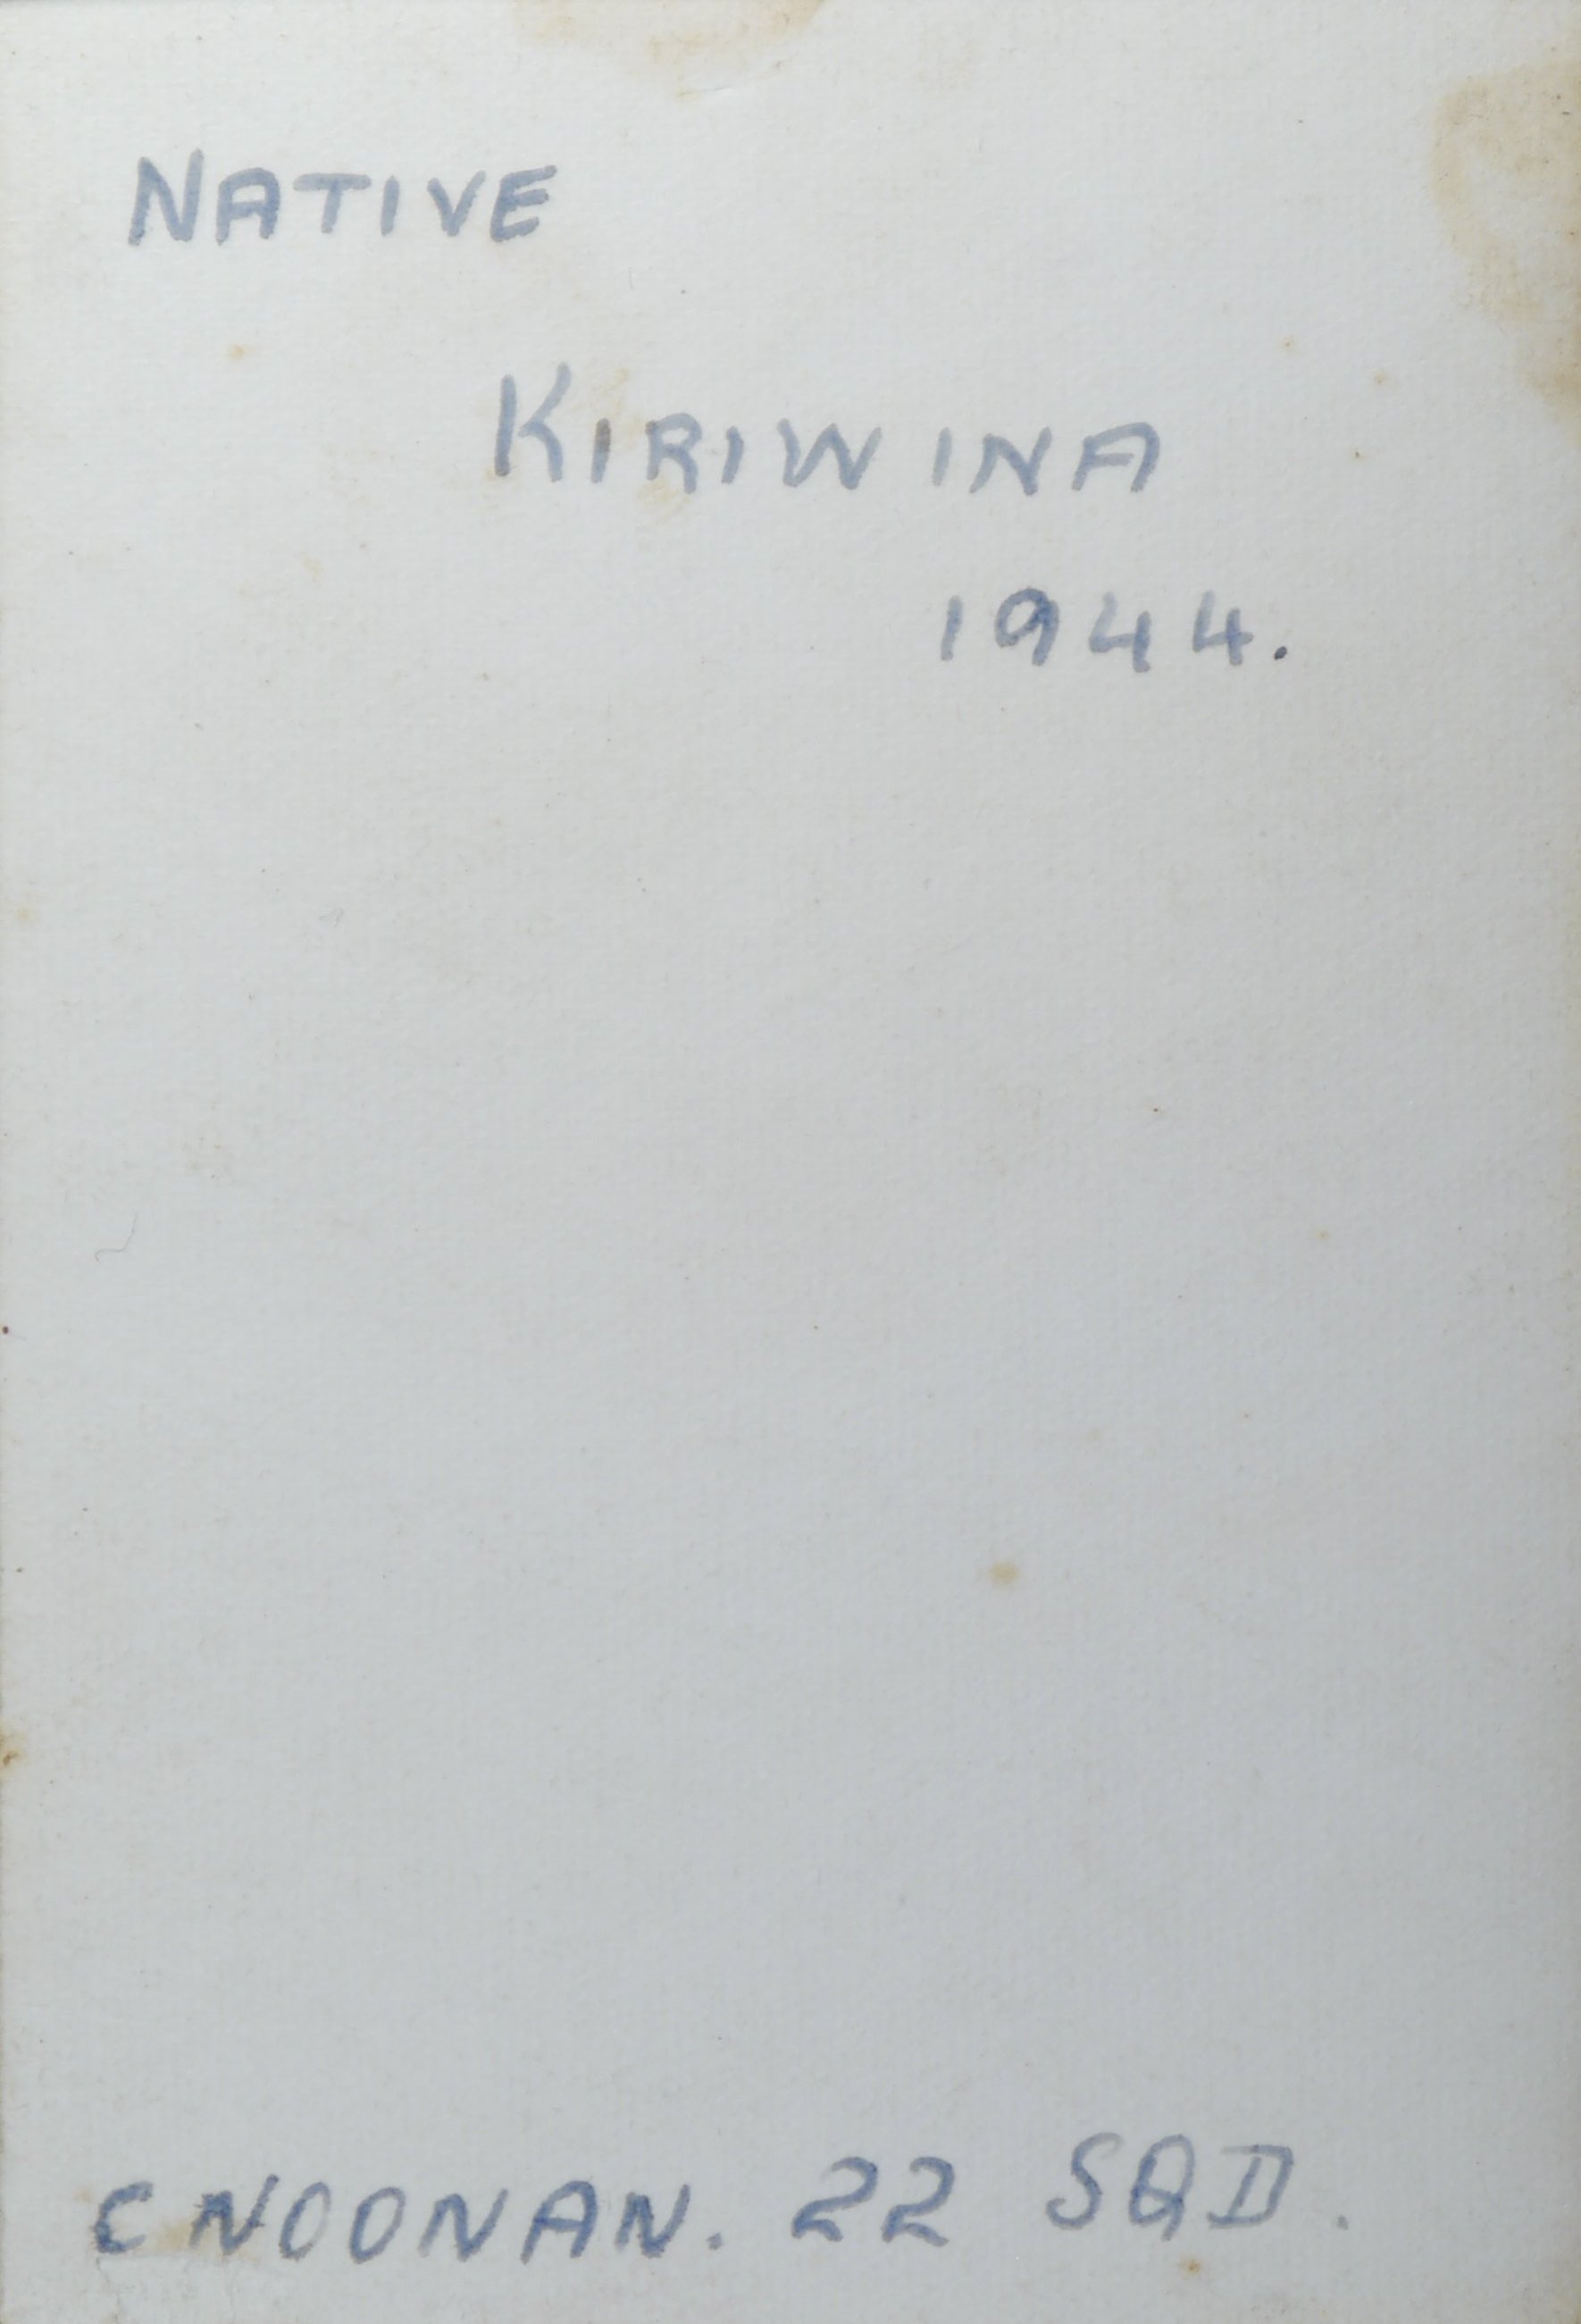 NATIVE
KIRIWINA
1944.
C NOONAN. 22 SQD.